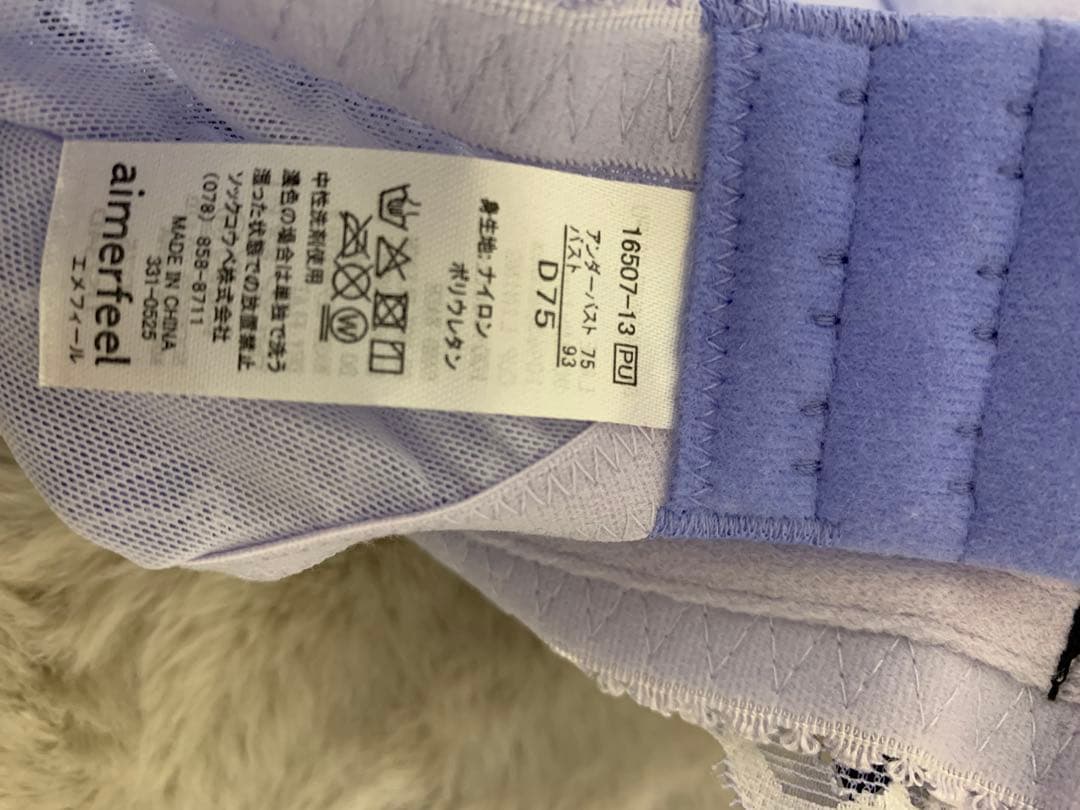 16507-13 PU
アンダーバスト 75
バスト 93
D75
身生地:ナイロン
ポリウレタン
W
中性洗剤使用
濃色の場合は単独で洗う
湿った状態での放置禁止
ソックコウベ株式会社
(078) 858-8711
MADE IN CHINA
331-0525
aimerfeel
エメフィール